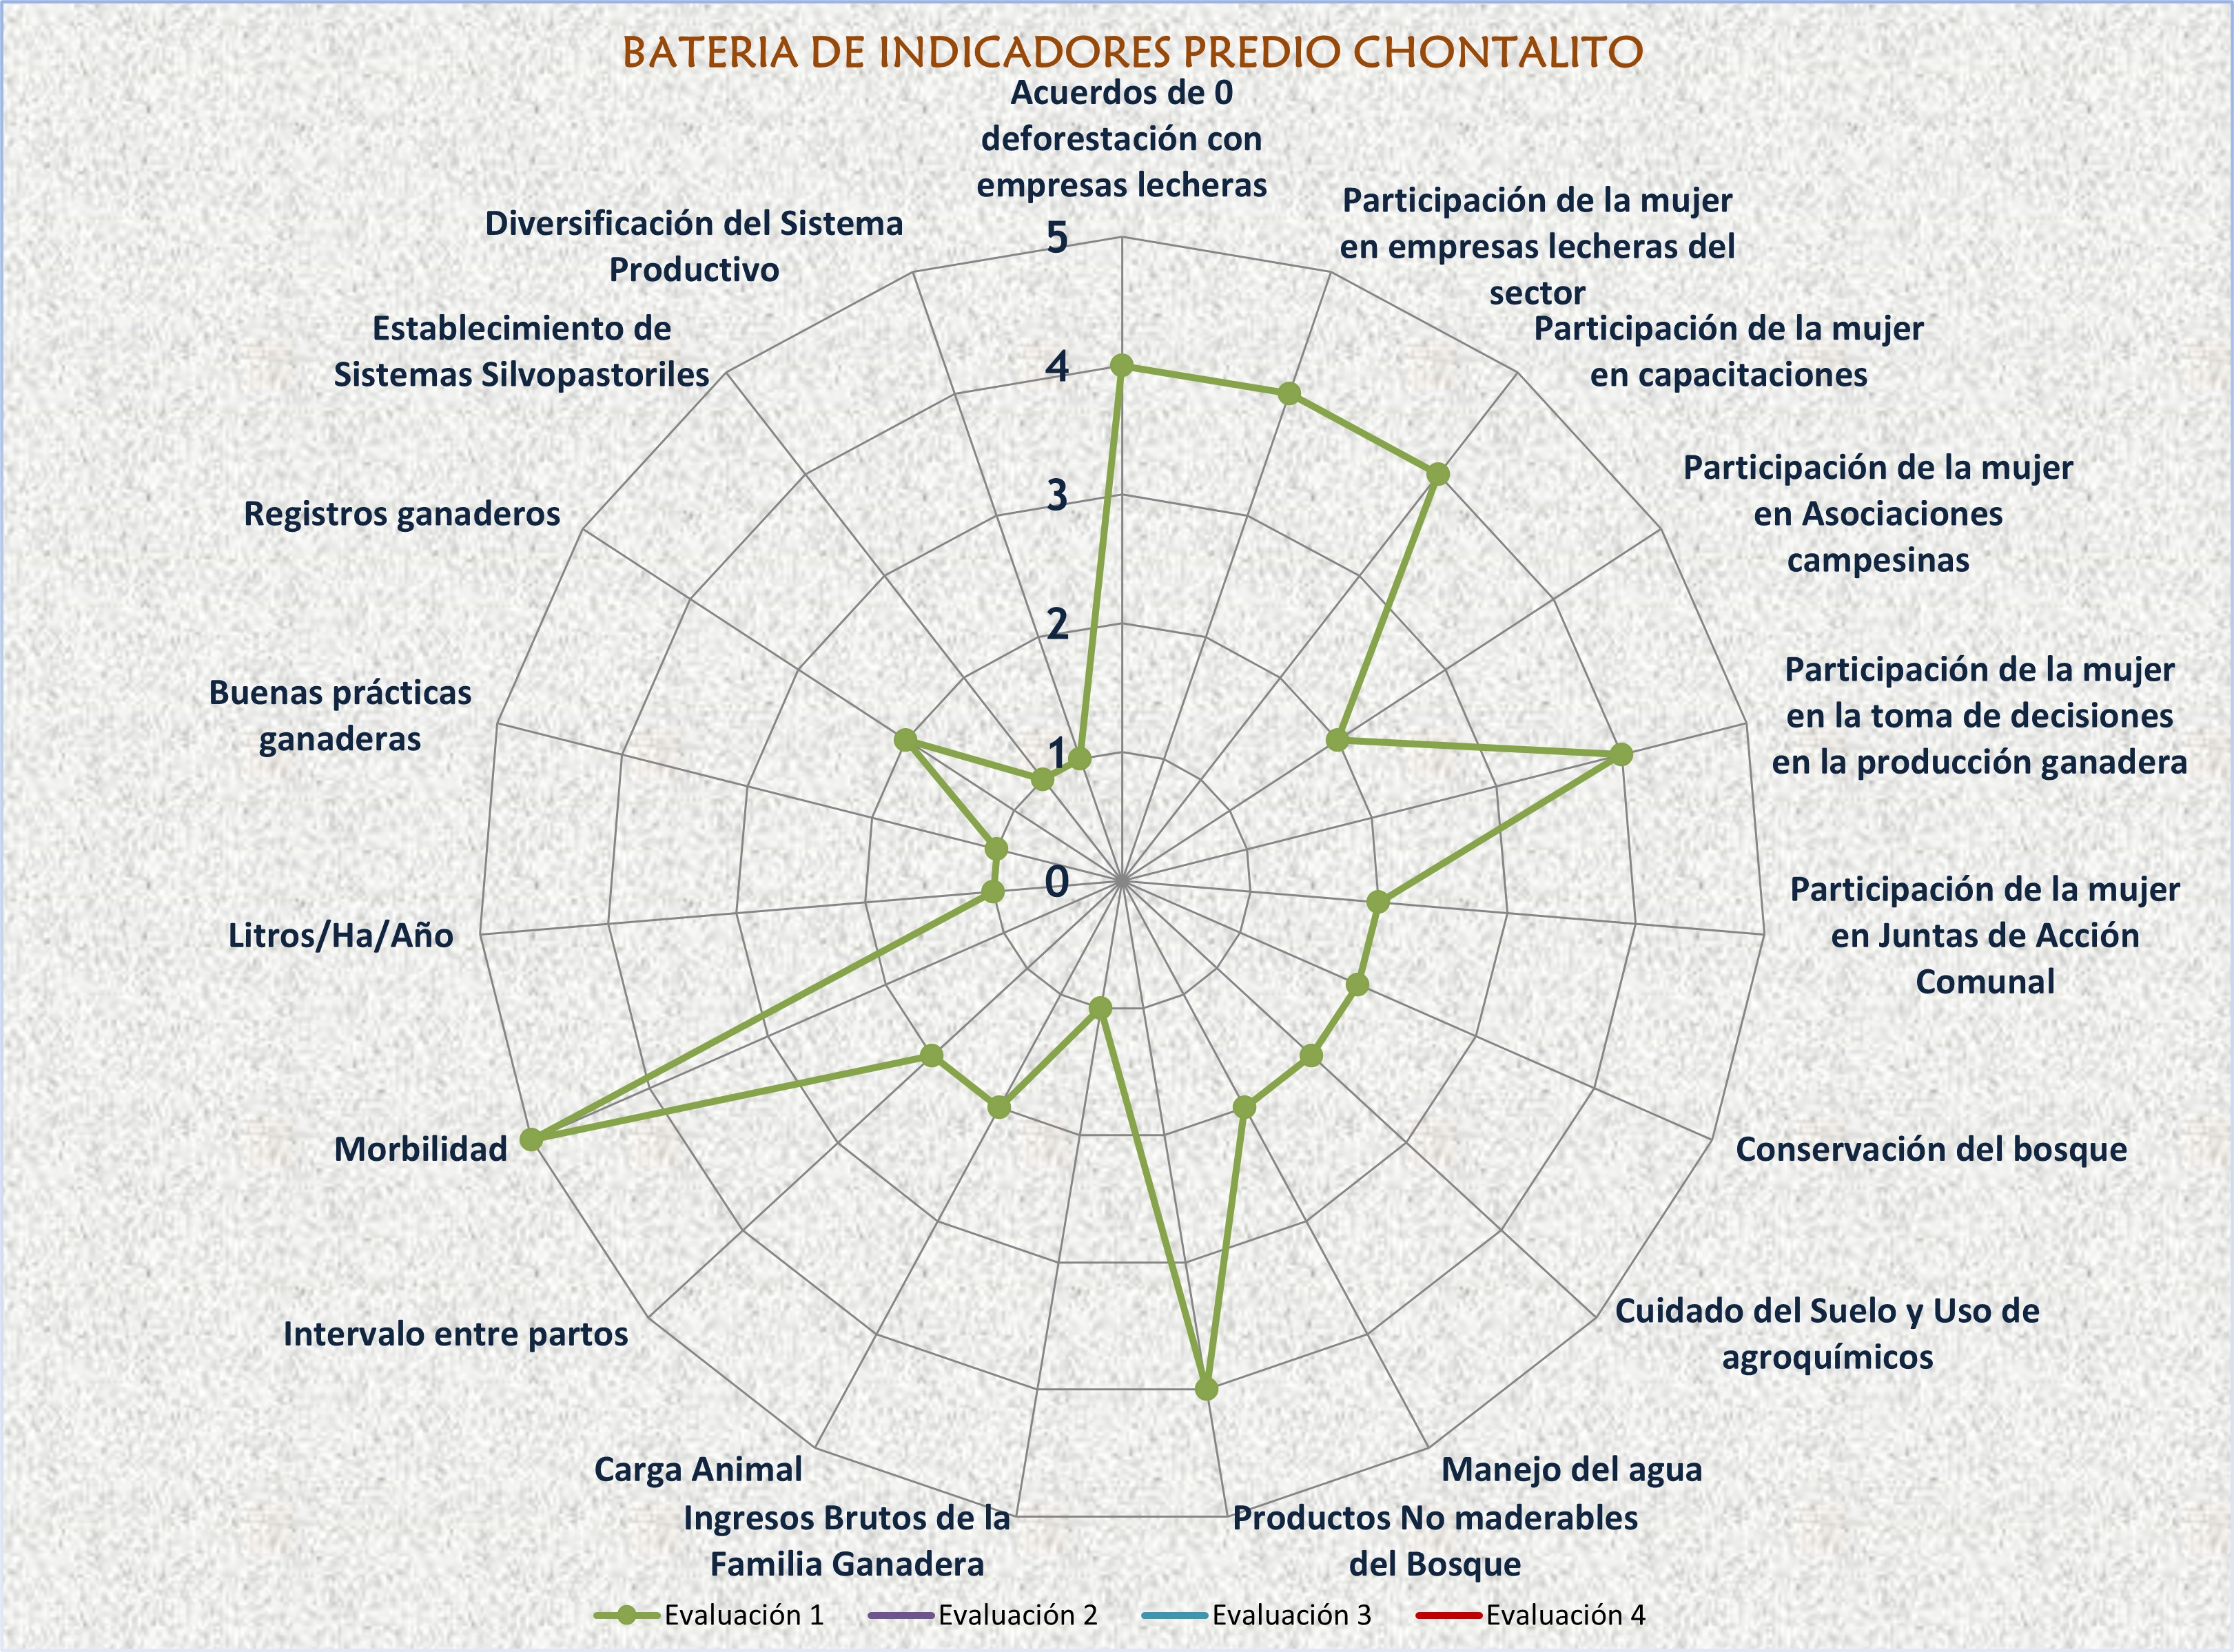 BATERIA DE INDICADORES PREDIO CHONTALITO
Acuerdos de 0
deforestación con
empresas lecheras
Participación de la mujer
en empresas lecheras del
sector
Participación de la mujer
en capacitaciones
Participación de la mujer
en Asociaciones
campesinas
Participación de la mujer
en la toma de decisiones
en la producción ganadera
Participación de la mujer
en Juntas de Acción
Comunal
Conservación del bosque
Cuidado del Suelo y Uso de
agroquímicos
Manejo del agua
Productos No maderables
del Bosque
Ingresos Brutos de la
Familia Ganadera
Carga Animal
Intervalo entre partos
Morbilidad
Litros/Ha/Año
Buenas prácticas
ganaderas
Registros ganaderos
Establecimiento de
Sistemas Silvopastoriles
Diversificación del Sistema
Productivo
5
4
3
2
1
0
Evaluación 1
Evaluación 2
Evaluación 3
Evaluación 4